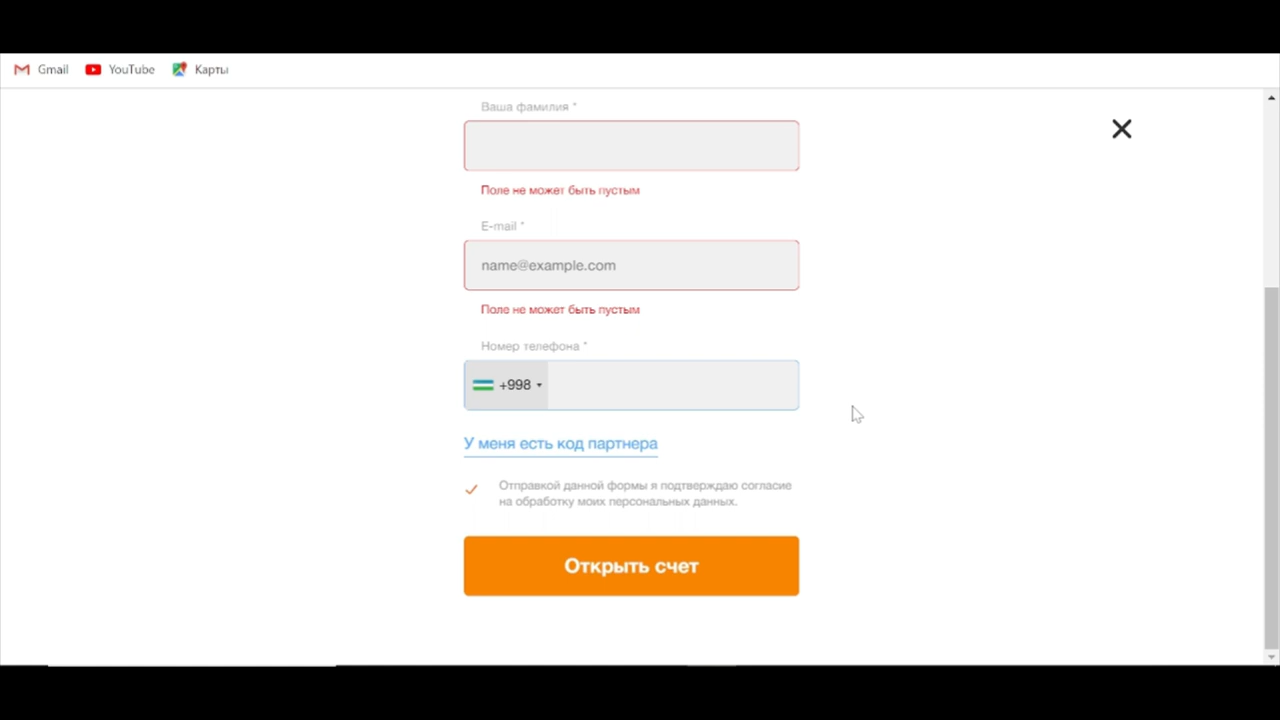 Gmail YouTube Карты
Ваша фамилия *
Поле не может быть пустым
E-mail *
name@example.com
Поле не может быть пустым
Номер телефона *
+998
У меня есть код партнера
Отправкой данной формы я подтверждаю согласие
на обработку моих персональных данных.
Открыть счет